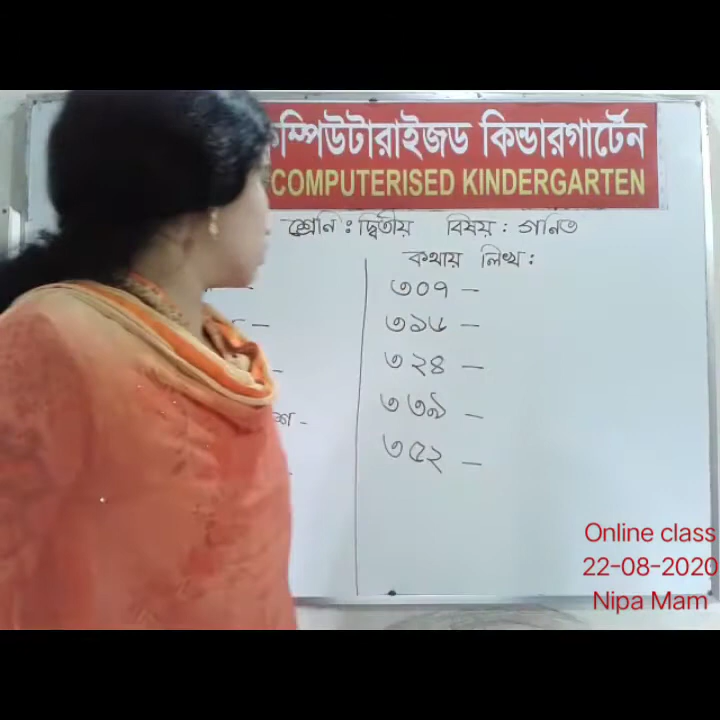 কম্পিউটারাইজড কিন্ডারগার্টেন
COMPUTERISED KINDERGARTEN
শ্রেনি : দ্বিতীয় বিষয় : গনিত
কথায় লিখ :
৩০৭ –
৩১৬ –
৩২৪ –
৩৩৯ –
৩৫২ –
Online class
22-08-2020
Nipa Mam